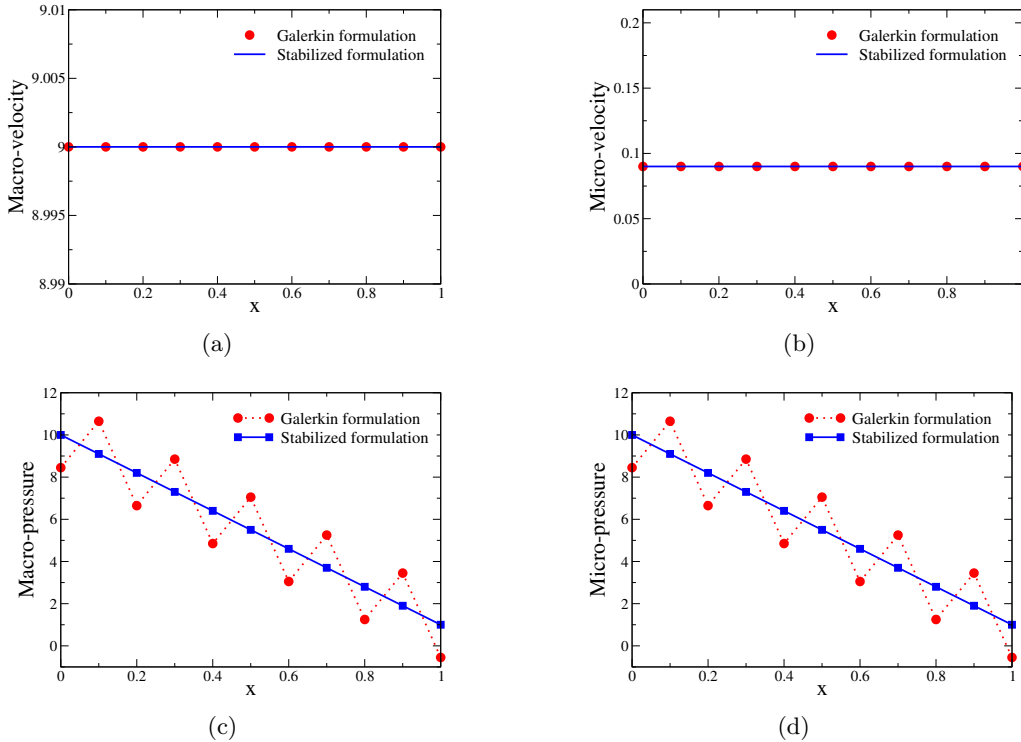 9.01
9.005
9
8.995
8.99
Macro-velocity
Galerkin formulation
Stabilized formulation
0 0.2 0.4 0.6 0.8 1
x
(a)
0.2
0.15
0.1
0.05
0
Micro-velocity
Galerkin formulation
Stabilized formulation
0 0.2 0.4 0.6 0.8
x
(b)
12
10
8
6
4
2
0
Macro-pressure
Galerkin formulation
Stabilized formulation
0 0.2 0.4 0.6 0.8 1
x
(c)
12
10
8
6
4
2
0
Micro-pressure
Galerkin formulation
Stabilized formulation
0 0.2 0.4 0.6 0.8 1
x
(d)